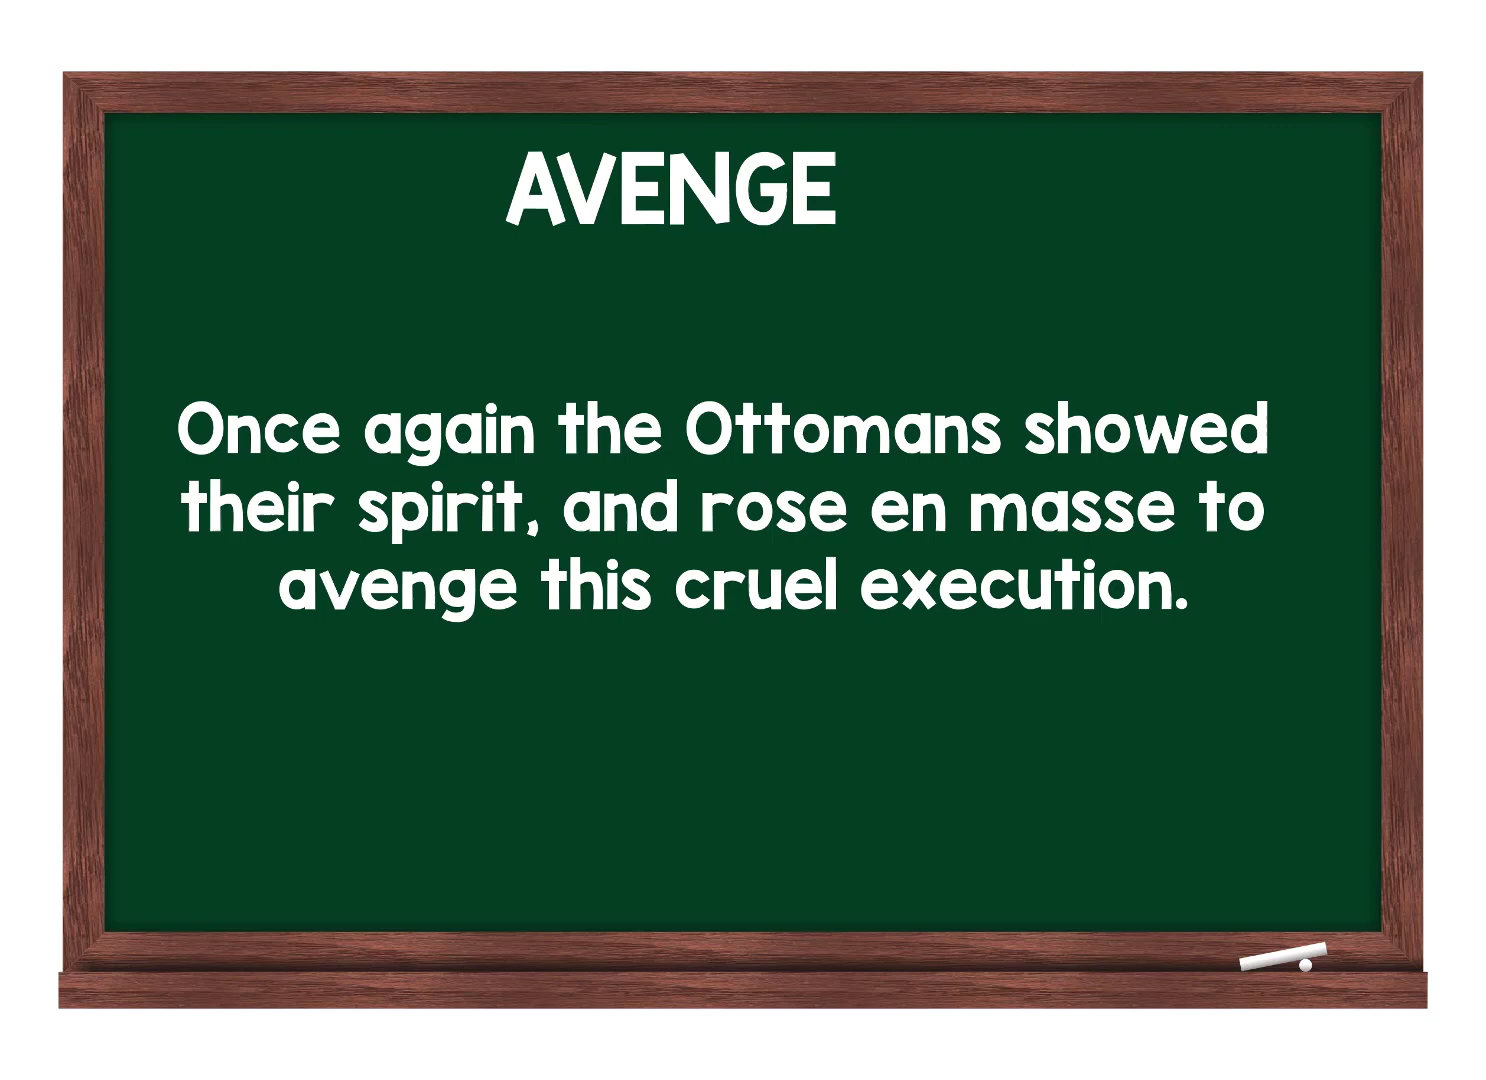 AVENGE
Once again the Ottomans showed
their spirit, and rose en masse to
avenge this cruel execution.